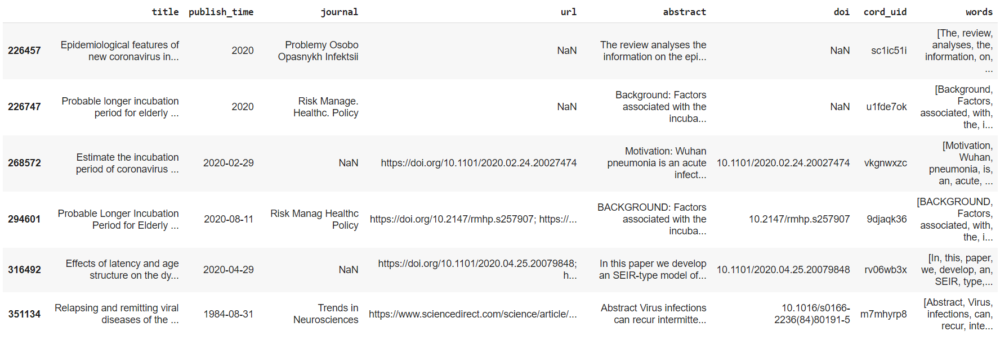 title publish_time journal url abstract doi cord_uid words
226457 Epidemiological features of new coronavirus in... 2020 Problemy Osobo Opasnykh Infektsii NaN The review analyses the information on the epi... NaN sc1ic51i [The, review, analyses, the, information, on, ...
226747 Probable longer incubation period for elderly ... 2020 Risk Manage. Healthc. Policy NaN Background: Factors associated with the incuba... NaN u1fde7ok [Background, Factors, associated, with, the, i...
268572 Estimate the incubation period of coronavirus ... 2020-02-29 NaN https://doi.org/10.1101/2020.02.24.20027474 Motivation: Wuhan pneumonia is an acute infect... 10.1101/2020.02.24.20027474 vkgnwxzc [Motivation, Wuhan, pneumonia, is, an, acute, ...
294601 Probable Longer Incubation Period for Elderly ... 2020-08-11 Risk Manag Healthc Policy https://doi.org/10.2147/rmhp.s257907; https://... BACKGROUND: Factors associated with the incuba... 10.2147/rmhp.s257907 9djaqk36 [BACKGROUND, Factors, associated, with, the, i...
316492 Effects of latency and age structure on the dy... 2020-04-29 NaN https://doi.org/10.1101/2020.04.25.20079848; h... In this paper we develop an SEIR-type model of... 10.1101/2020.04.25.20079848 rv06wb3x [In, this, paper, we, develop, an, SEIR, type,...
351134 Relapsing and remitting viral diseases of the ... 1984-08-31 Trends in Neurosciences https://www.sciencedirect.com/science/article/... Abstract Virus infections can recur intermitte... 10.1016/s0166-2236(84)80191-5 m7mhyrp8 [Abstract, Virus, infections, can, recur, inte...